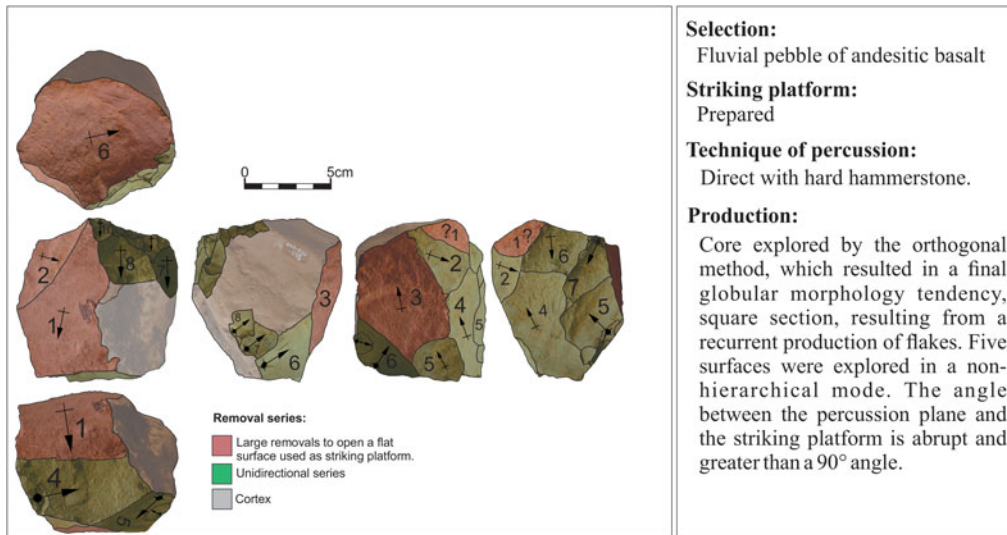 6
0 5cm
2
8
7
1
3
8
6
?1
2
3
4
5
6
5
1?
6
2
7
4
5
1
4
5
Removal series:
Large removals to open a flat
surface used as striking platform.
Unidirectional series
Cortex
Selection:
Fluvial pebble of andesitic basalt
Striking platform:
Prepared
Technique of percussion:
Direct with hard hammerstone.
Production:
Core explored by the orthogonal
method, which resulted in a final
globular morphology tendency,
square section, resulting from a
recurrent production of flakes. Five
surfaces were explored in a non-
hierarchical mode. The angle
between the percussion plane and
the striking platform is abrupt and
greater than a 90° angle.